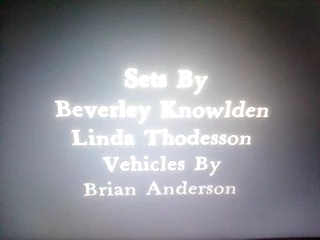 Sets By
Beverley Knowlden
Linda Thodesson
Vehicles By
Brian Anderson